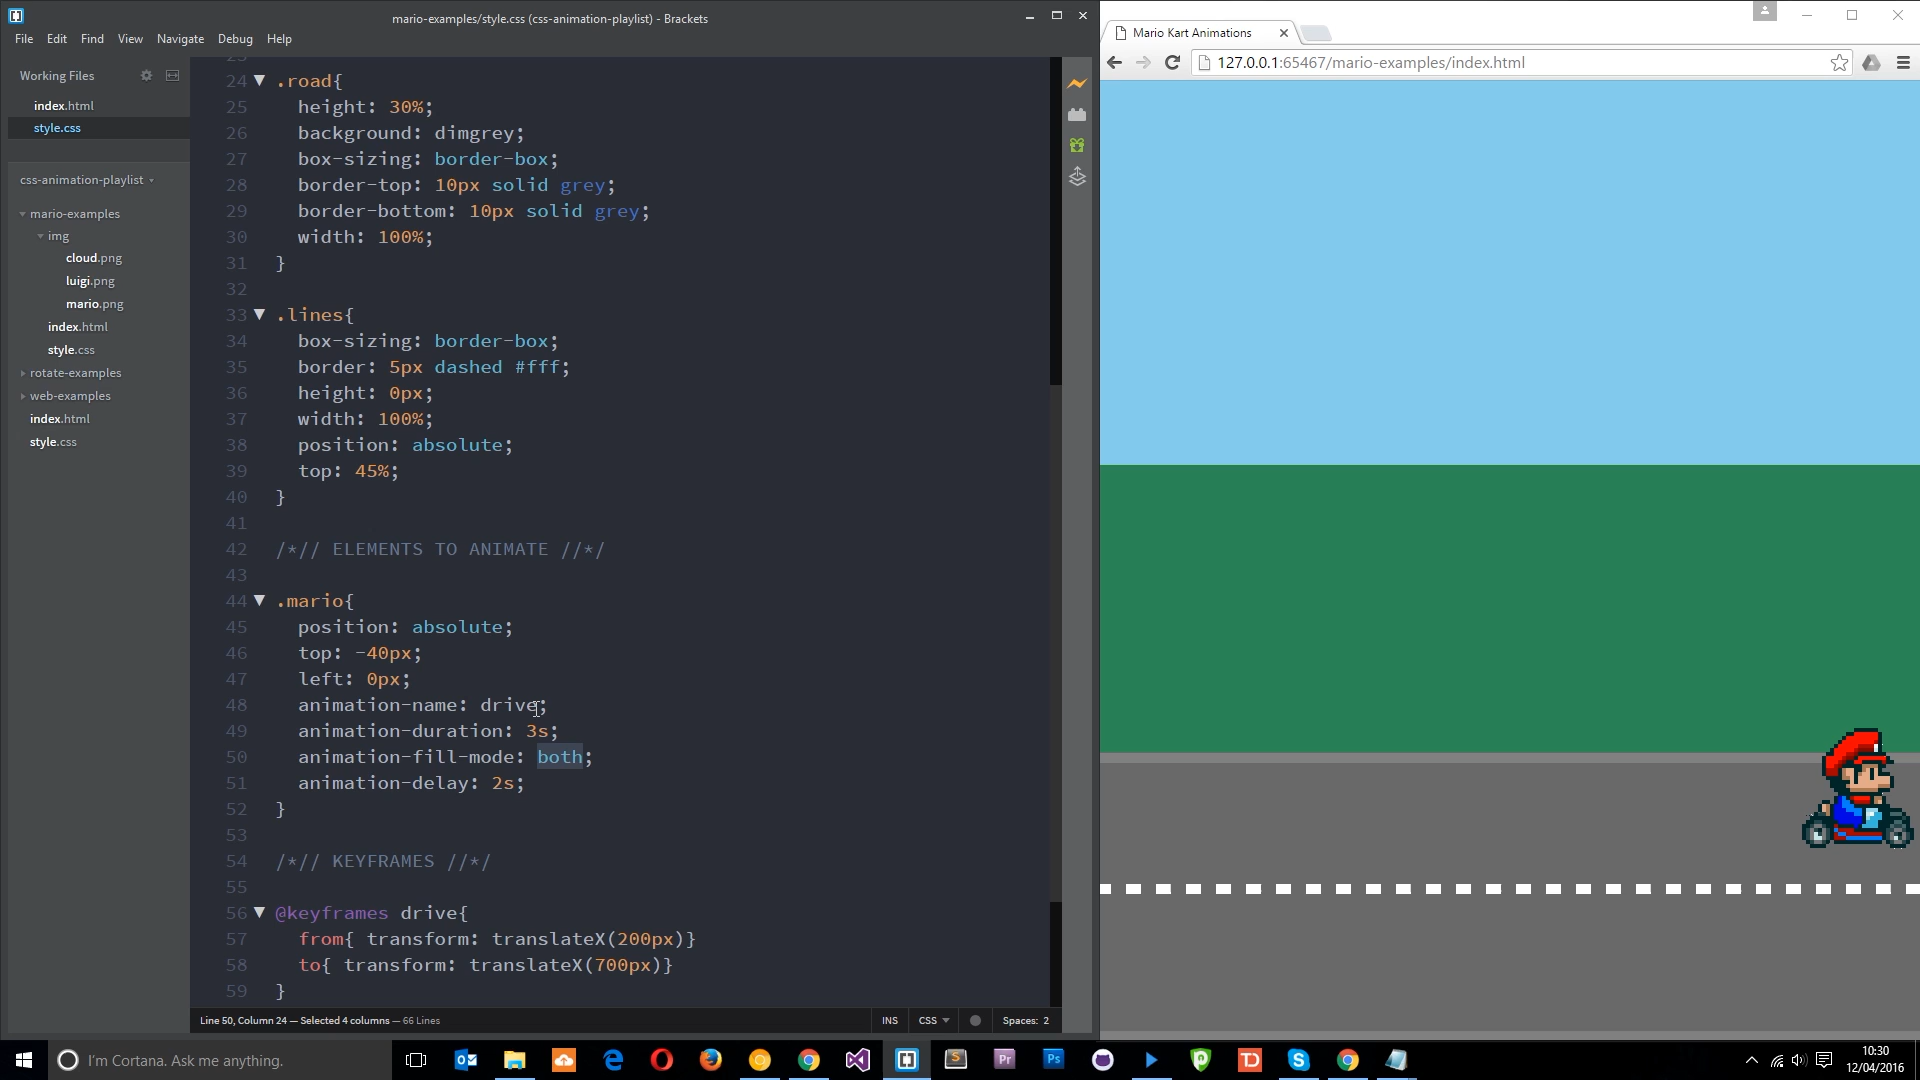 mario-examples/style.css (css-animation-playlist) - Brackets
File Edit Find View Navigate Debug Help
Working Files
index.html
style.css
css-animation-playlist
mario-examples
img
cloud.png
luigi.png
mario.png
index.html
style.css
rotate-examples
web-examples
index.html
style.css
24 .road{
25 height: 30%;
26 background: dimgrey;
27 box-sizing: border-box;
28 border-top: 10px solid grey;
29 border-bottom: 10px solid grey;
30 width: 100%;
31 }
32
33 .lines{
34 box-sizing: border-box;
35 border: 5px dashed #fff;
36 height: 0px;
37 width: 100%;
38 position: absolute;
39 top: 45%;
40 }
41
42 /*// ELEMENTS TO ANIMATE //*/
43
44 .mario{
45 position: absolute;
46 top: -40px;
47 left: 0px;
48 animation-name: drive;
49 animation-duration: 3s;
50 animation-fill-mode: both;
51 animation-delay: 2s;
52 }
53
54 /*// KEYFRAMES //*/
55
56 @keyframes drive{
57 from{ transform: translateX(200px)}
58 to{ transform: translateX(700px)}
59 }
Line 50, Column 24 — Selected 4 columns — 66 Lines
INS CSS Spaces: 2
Mario Kart Animations
127.0.0.1:65467/mario-examples/index.html
I'm Cortana. Ask me anything.
Pr
Ps
TD
10:30
12/04/2016